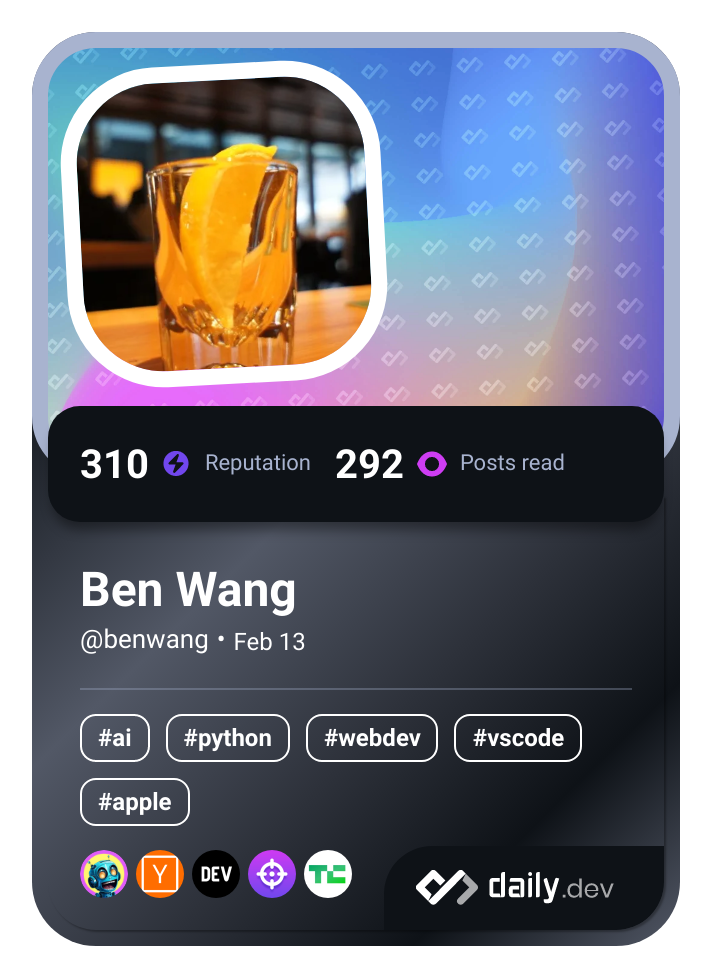 310 Reputation 292 Posts read
Ben Wang
@benwang • Feb 13
#ai #python #webdev #vscode
#apple
Y DEV TC daily.dev